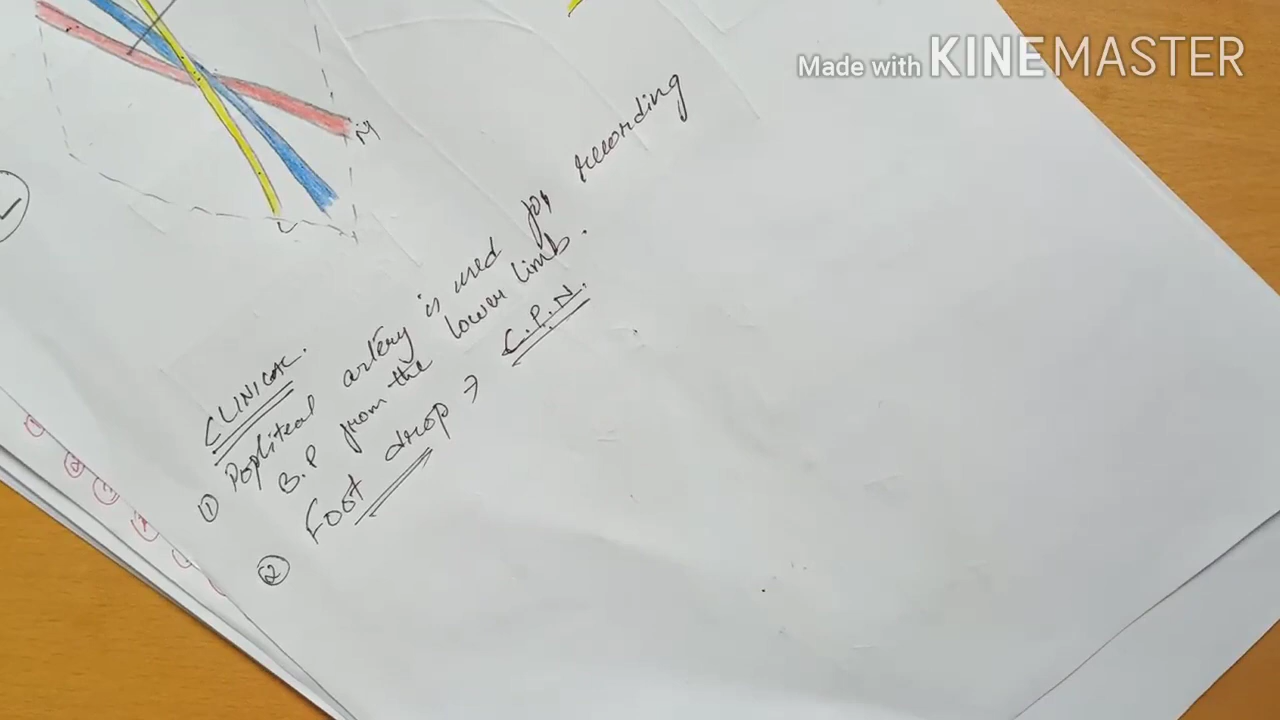 Made with KINEMASTER
M
L
L
CLINICAL.
① Popliteal artery is used for recording
B.P from the lower limb.
② Foot drop → C.P.N.